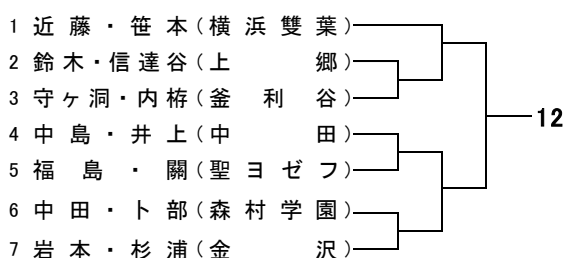 1 近藤・笹本(横浜雙葉)
2 鈴木・信達谷(上郷)
3 守ヶ洞・内栫(釜利谷)
4 中島・井上(中田)
5 福島・關(聖ヨゼフ)
6 中田・卜部(森村学園)
7 岩本・杉浦(金沢)
12